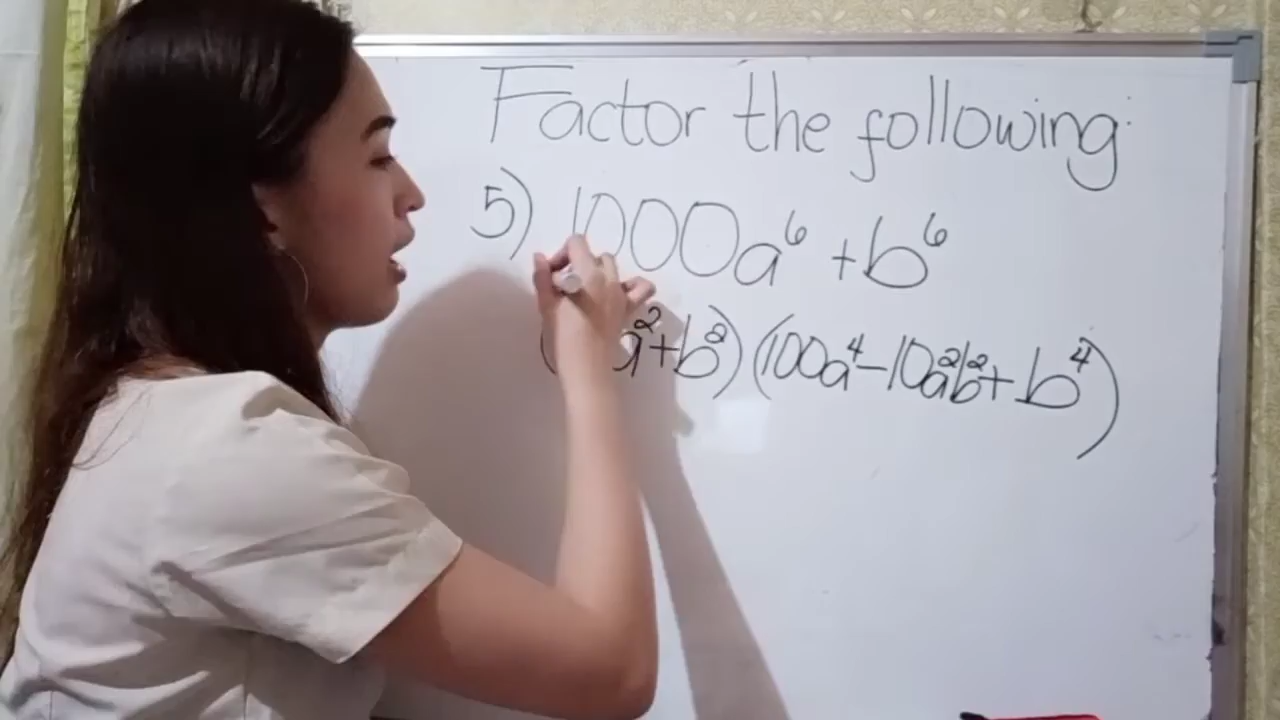 Factor the following:
5) 1000a⁶ + b⁶
( a²+b²) (100a⁴-10a²b²+b⁴)